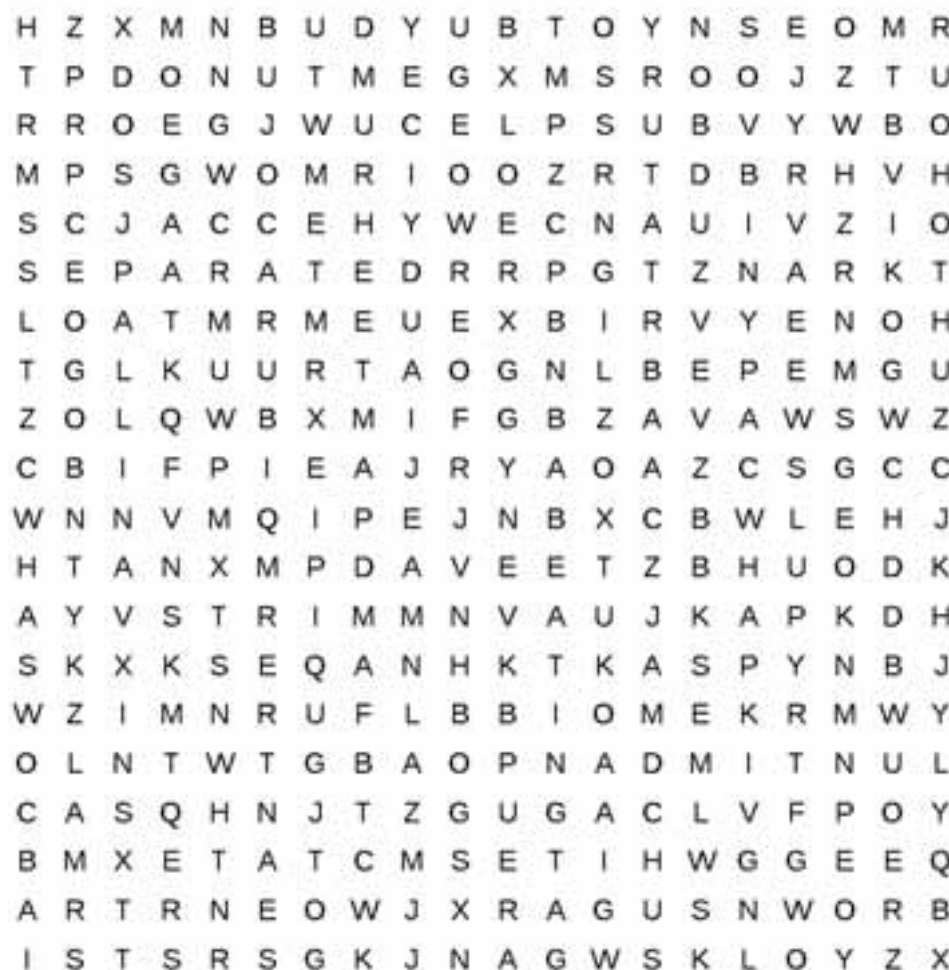 H Z X M N B U D Y U B T O Y N S E O M R
T P D O N U T M E G X M S R O O J Z T U
R R O E G J W U C E L P S U B V Y W B O
M P S G W O M R I O O Z R T D B R H V H
S C J A C C E H Y W E C N A U I V Z I O
S E P A R A T E D R R P G T Z N A R K T
L O A T M R M E U E X B I R V Y E N O H
T G L K U U R T A O G N L B E P E M G U
Z O L Q W B X M I F G B Z A V A W S W Z
C B I F P I E A J R Y A O A Z C S G C C
W N N V M Q I P E J N B X C B W L E H J
H T A N X M P D A V E E T Z B H U O D K
A Y V S T R I M M N V A U J K A P K D H
S K X K S E Q A N H K T K A S P Y N B J
W Z I M N R U F L B B I O M E K R M W Y
O L N T W T G B A O P N A D M I T N U L
C A S Q H N J T Z G U G A C L V F P O Y
B M X E T A T C M S E T I H W G G E E Q
A R T R N E O W J X R A G U S N W O R B
I S T S R S G K J N A G W S K L O Y Z X